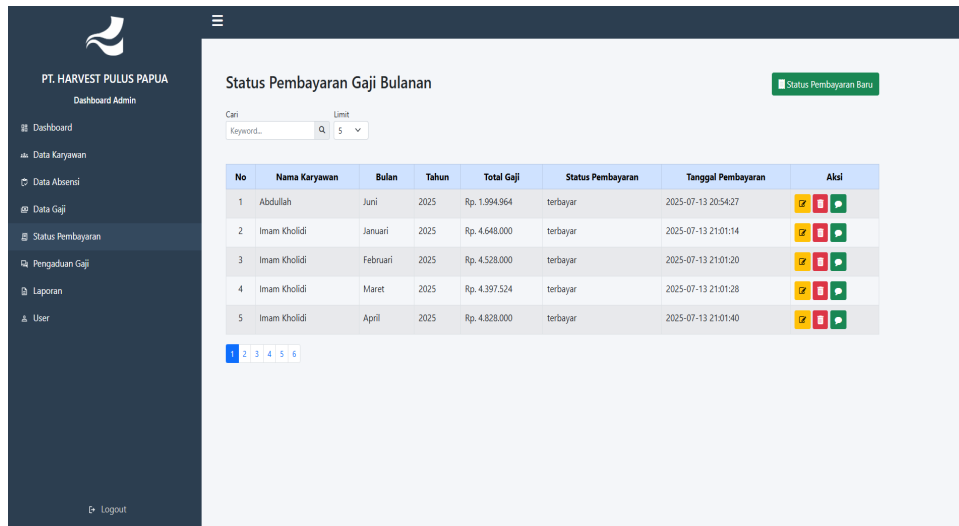 PT. HARVEST PULUS PAPUA
Dashboard Admin
Dashboard
Data Karyawan
Data Absensi
Data Gaji
Status Pembayaran
Pengaduan Gaji
Laporan
User
Logout
Status Pembayaran Gaji Bulanan
Status Pembayaran Baru
Cari Limit
Keyword... 5
No Nama Karyawan Bulan Tahun Total Gaji Status Pembayaran Tanggal Pembayaran Aksi
1 Abdullah Juni 2025 Rp. 1.994.964 terbayar 2025-07-13 20:54:27
2 Imam Kholidi Januari 2025 Rp. 4.648.000 terbayar 2025-07-13 21:01:14
3 Imam Kholidi Februari 2025 Rp. 4.528.000 terbayar 2025-07-13 21:01:20
4 Imam Kholidi Maret 2025 Rp. 4.397.524 terbayar 2025-07-13 21:01:28
5 Imam Kholidi April 2025 Rp. 4.828.000 terbayar 2025-07-13 21:01:40
1 2 3 4 5 6